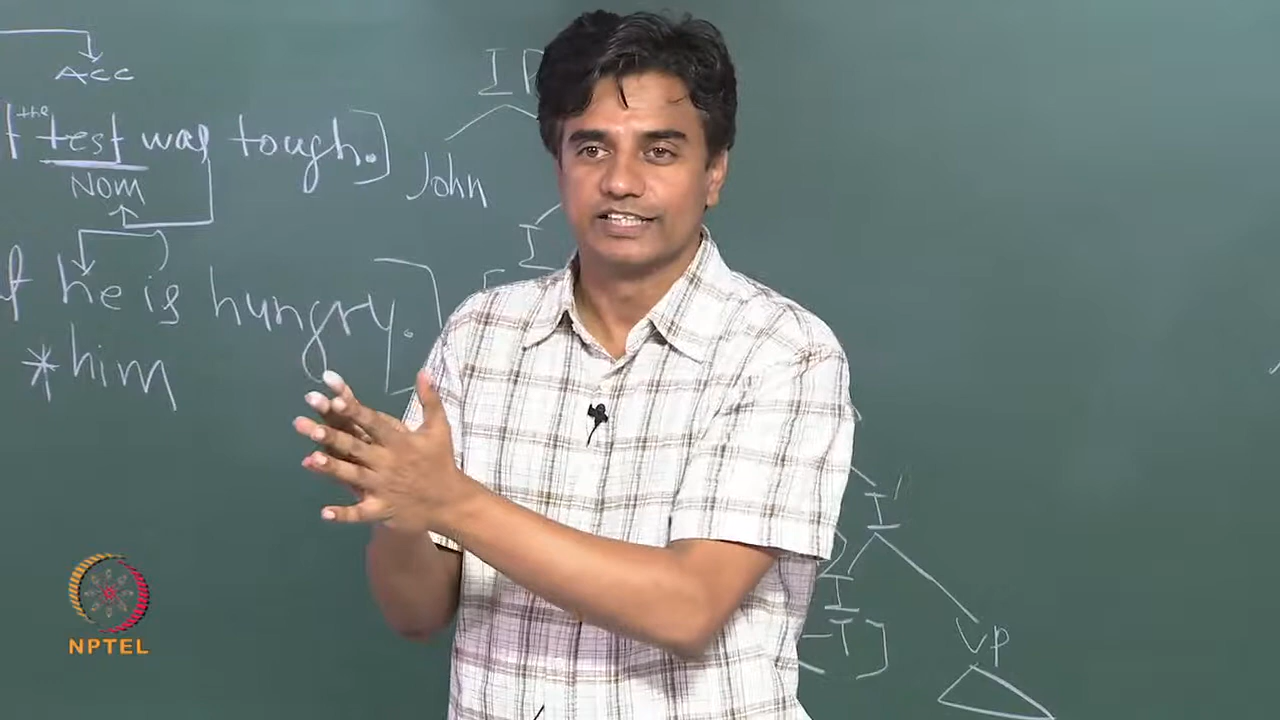 Acc
the
test was tough.]
NOM
he is hungry.]
*him
IP
John
I
I'
I
-T]
VP
NPTEL